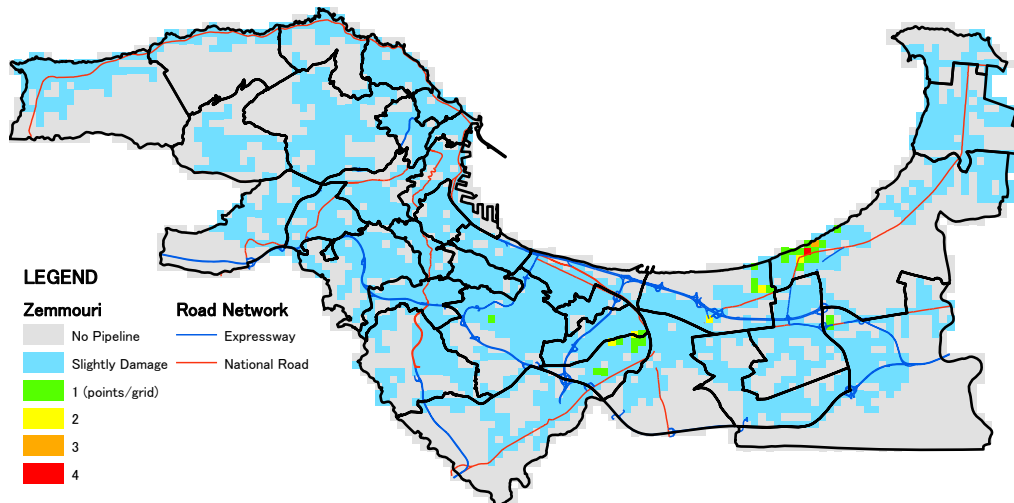 LEGEND
Zemmouri
No Pipeline
Slightly Damage
1 (points/grid)
2
3
4
Road Network
Expressway
National Road